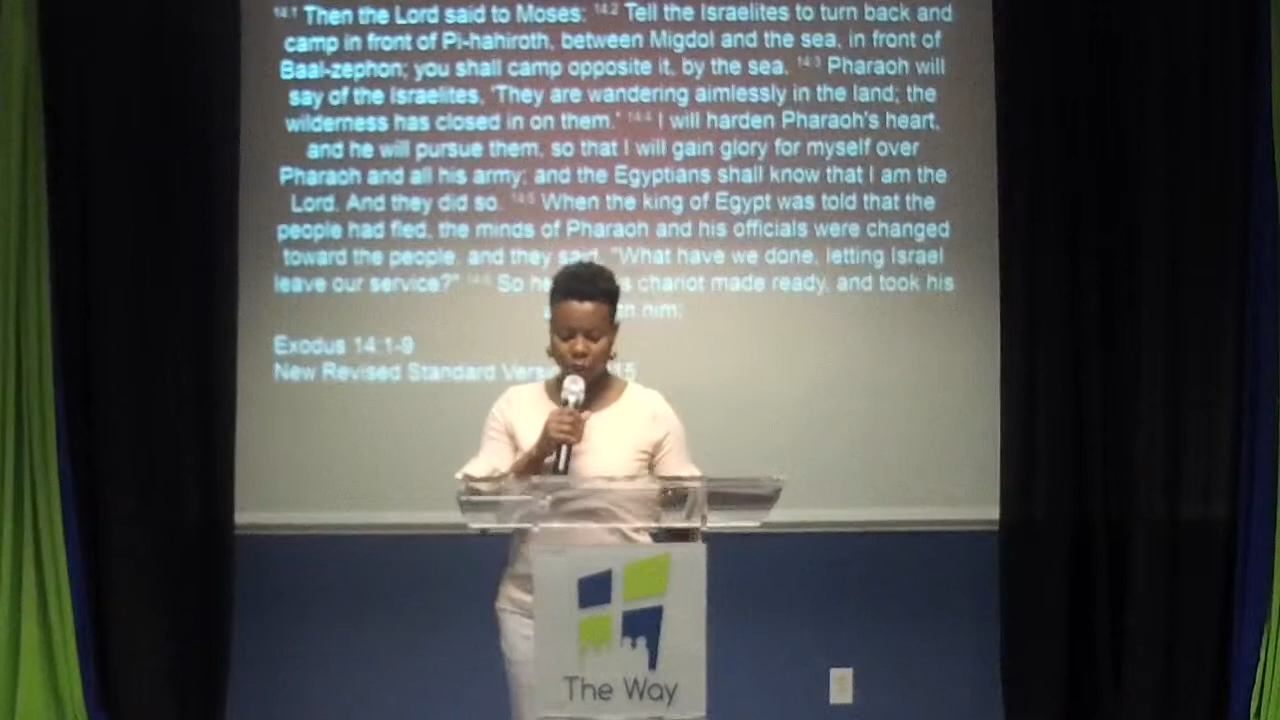 14:1 Then the Lord said to Moses: 14:2 Tell the Israelites to turn back and
camp in front of Pi-hahiroth, between Migdol and the sea, in front of
Baal-zephon; you shall camp opposite it, by the sea. 14:3 Pharaoh will
say of the Israelites, 'They are wandering aimlessly in the land; the
wilderness has closed in on them.' 14:4 I will harden Pharaoh's heart,
and he will pursue them, so that I will gain glory for myself over
Pharaoh and all his army; and the Egyptians shall know that I am the
Lord. And they did so. 14:5 When the king of Egypt was told that the
people had fled, the minds of Pharaoh and his officials were changed
toward the people, and they said, "What have we done, letting Israel
leave our service?" 14:6 So he chariot made ready, and took his
him;
Exodus 14:1-9
New Revised Standard
The Way